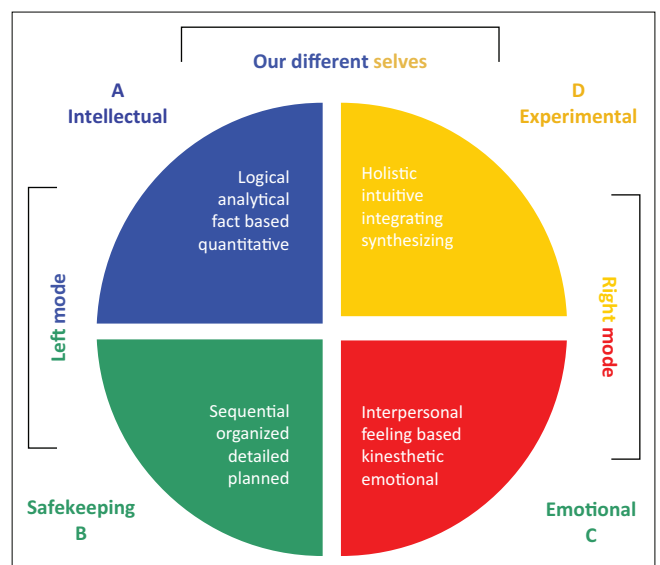 Our different selves
A
Intellectual
D
Experimental
Logical
analytical
fact based
quantitative
Holistic
intuitive
integrating
synthesizing
Left mode
Right mode
Sequential
organized
detailed
planned
Interpersonal
feeling based
kinesthetic
emotional
Safekeeping
B
Emotional
C